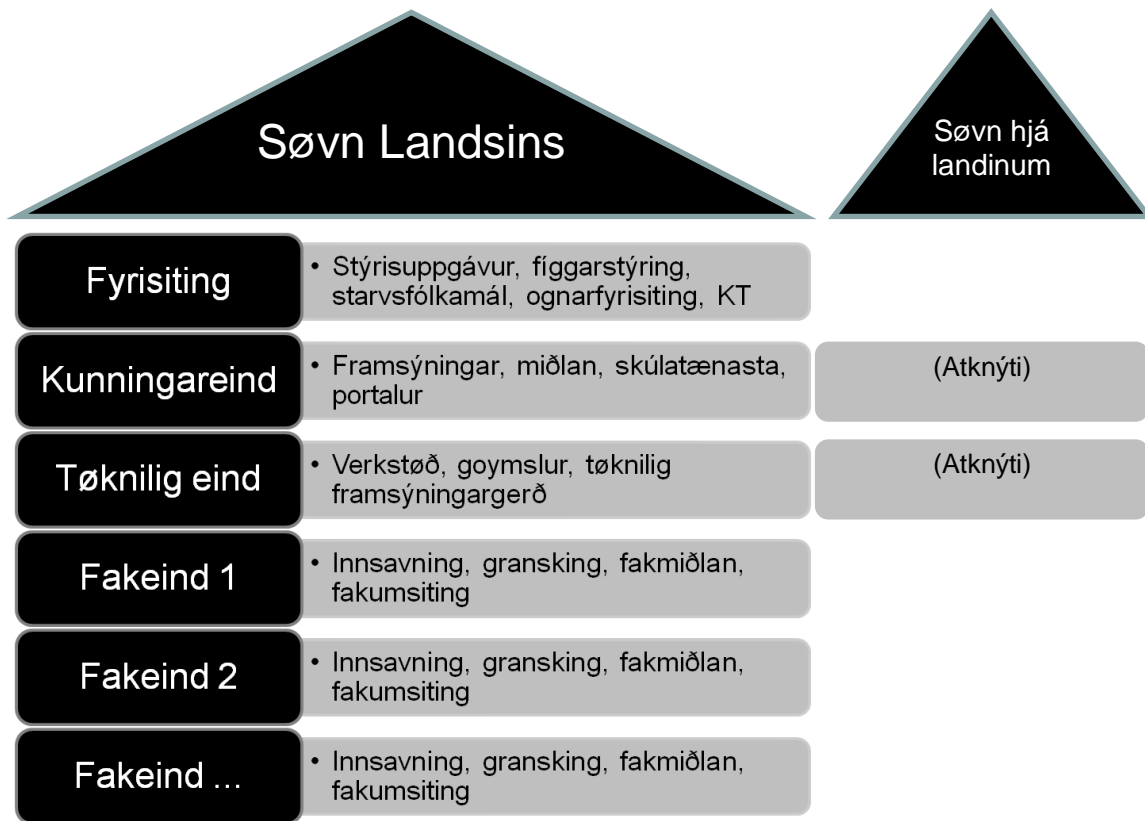 Søvn Landsins
Søvn hjá
landinum
Fyrisiting
• Stýrisuppgávur, fíggarstýring,
starvsfólkamál, ognarfyrisiting, KT
Kunningareind
• Framsýningar, miðlan, skúlatænasta,
portalur
(Atknýti)
Tøknilig eind
• Verkstøð, goymslur, tøknilig
framsýningargerð
(Atknýti)
Fakeind 1
• Innsavning, gransking, fakmiðlan,
fakumsiting
Fakeind 2
• Innsavning, gransking, fakmiðlan,
fakumsiting
Fakeind ...
• Innsavning, gransking, fakmiðlan,
fakumsiting